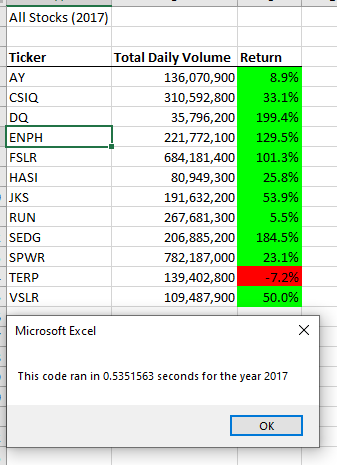 All Stocks (2017)
Ticker Total Daily Volume Return
AY 136,070,900 8.9%
CSIQ 310,592,800 33.1%
DQ 35,796,200 199.4%
ENPH 221,772,100 129.5%
FSLR 684,181,400 101.3%
HASI 80,949,300 25.8%
JKS 191,632,200 53.9%
RUN 267,681,300 5.5%
SEDG 206,885,200 184.5%
SPWR 782,187,000 23.1%
TERP 139,402,800 -7.2%
VSLR 109,487,900 50.0%
Microsoft Excel
This code ran in 0.5351563 seconds for the year 2017
OK